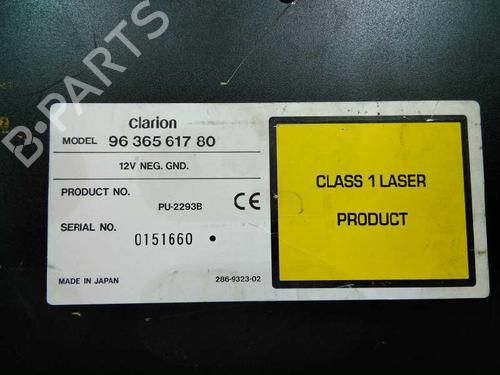 B-PARTS
Clarion
MODEL 96 365 617 80
12V NEG. GND.
PRODUCT NO. PU-2293B
CE
SERIAL NO. 0151660
MADE IN JAPAN 286-9323-02
CLASS 1 LASER
PRODUCT